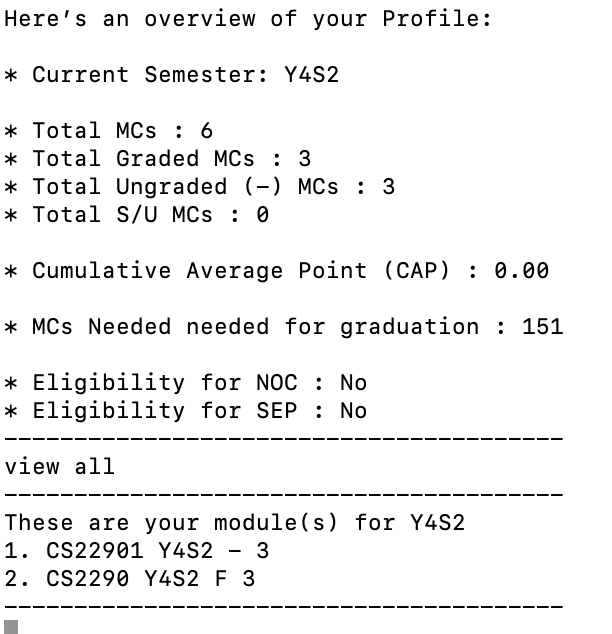 Here's an overview of your Profile:
* Current Semester: Y4S2
* Total MCs : 6
* Total Graded MCs : 3
* Total Ungraded (-) MCs : 3
* Total S/U MCs : 0
* Cumulative Average Point (CAP) : 0.00
* MCs Needed needed for graduation : 151
* Eligibility for NOC : No
* Eligibility for SEP : No
----------------------------------------
view all
----------------------------------------
These are your module(s) for Y4S2
1. CS22901 Y4S2 - 3
2. CS2290 Y4S2 F 3
----------------------------------------